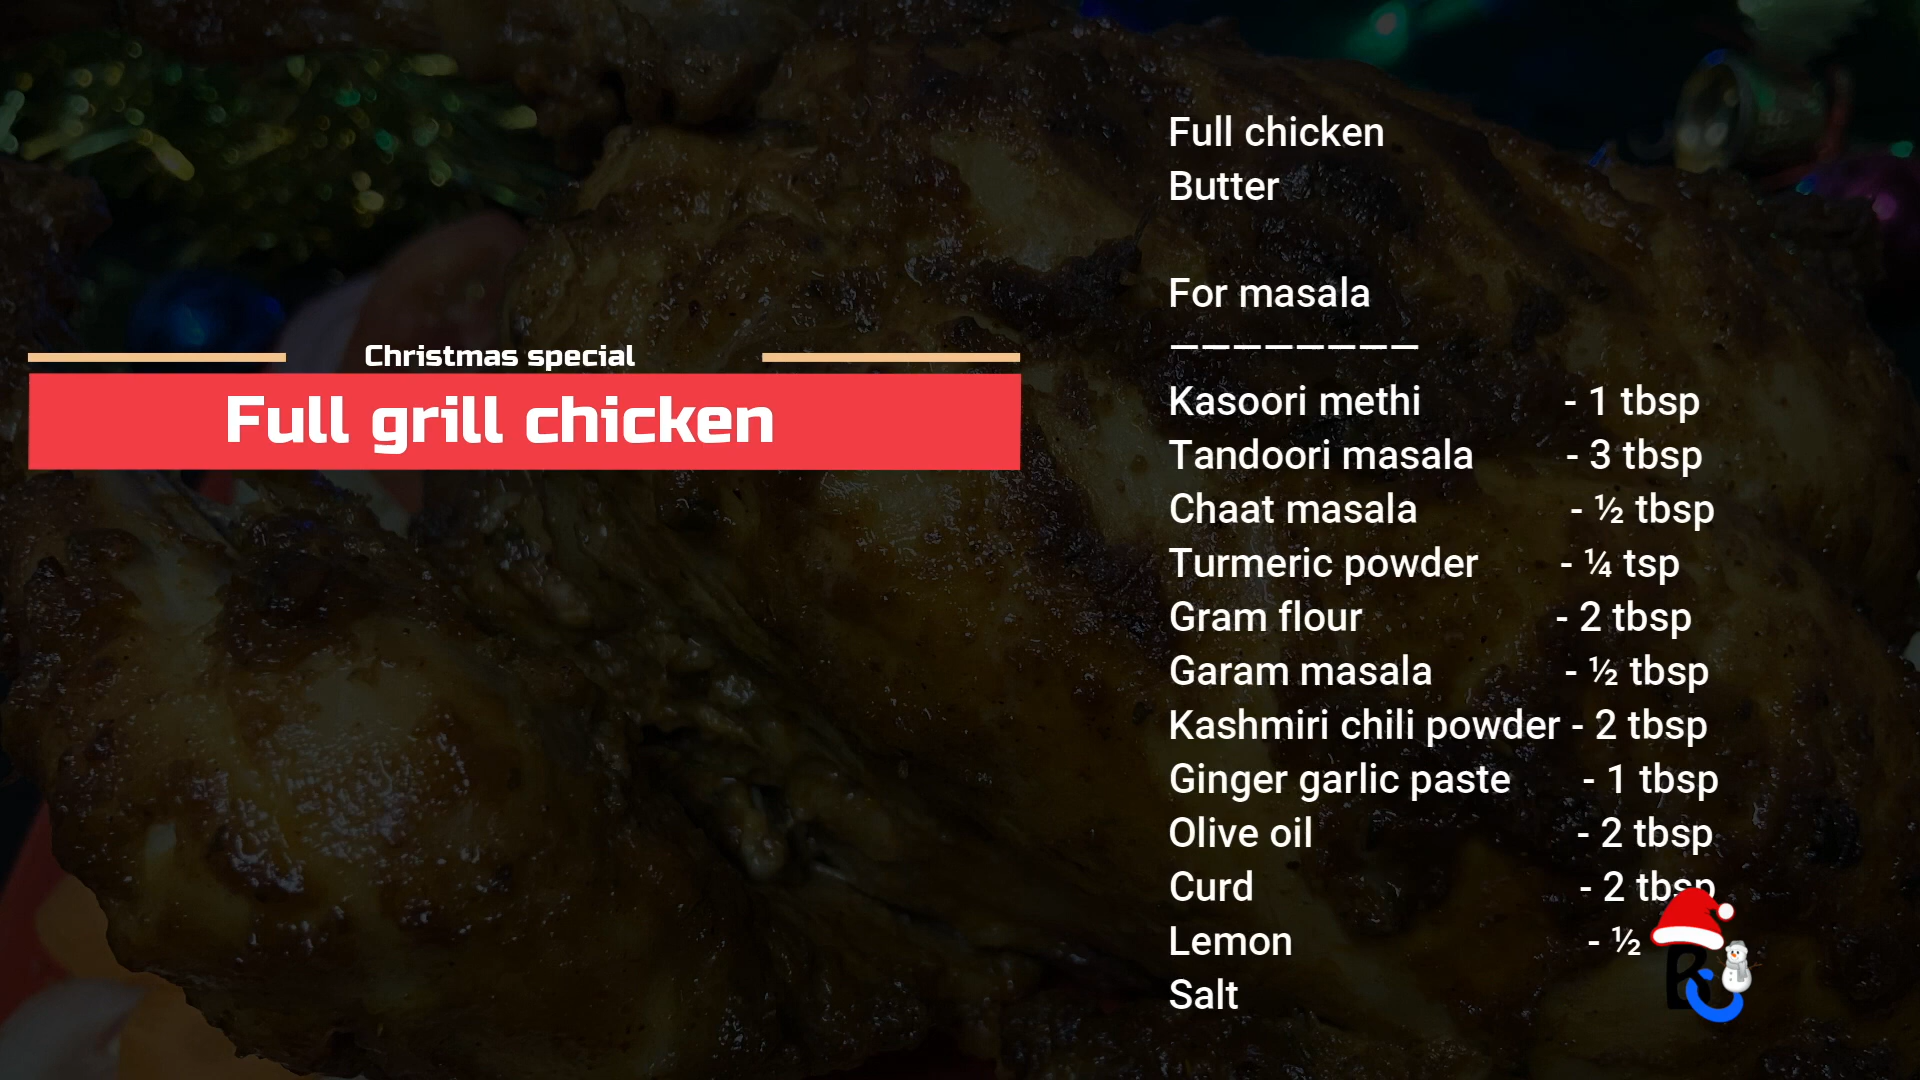 Christmas special
Full grill chicken
Full chicken
Butter
For masala
————————
Kasoori methi - 1 tbsp
Tandoori masala - 3 tbsp
Chaat masala - ½ tbsp
Turmeric powder - ¼ tsp
Gram flour - 2 tbsp
Garam masala - ½ tbsp
Kashmiri chili powder - 2 tbsp
Ginger garlic paste - 1 tbsp
Olive oil - 2 tbsp
Curd - 2 tbsp
Lemon - ½
Salt